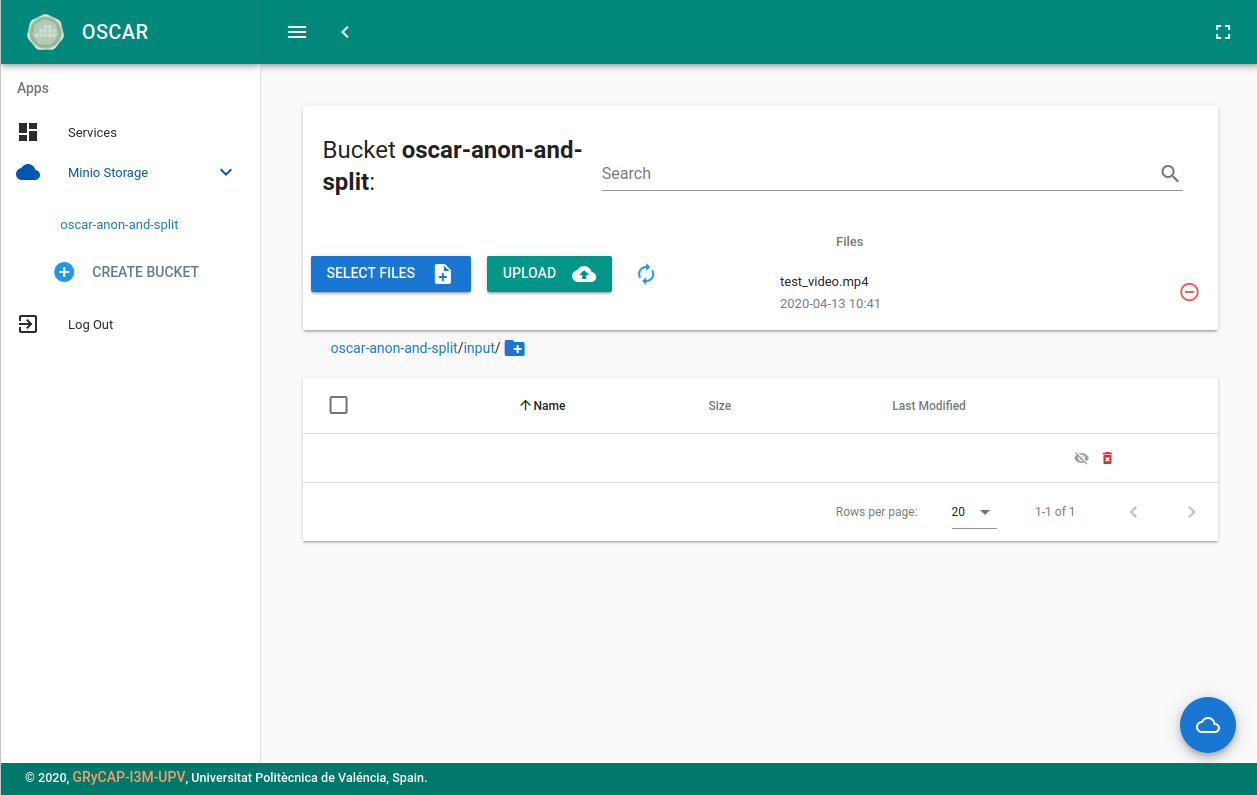 OSCAR
Apps
Services
Minio Storage
oscar-anon-and-split
CREATE BUCKET
Log Out
Bucket oscar-anon-and-
split:
Search
Files
SELECT FILES
UPLOAD
test_video.mp4
2020-04-13 10:41
oscar-anon-and-split/input/
Name Size Last Modified
Rows per page: 20 1-1 of 1
© 2020, GRyCAP-I3M-UPV, Universitat Politècnica de Valéncia, Spain.